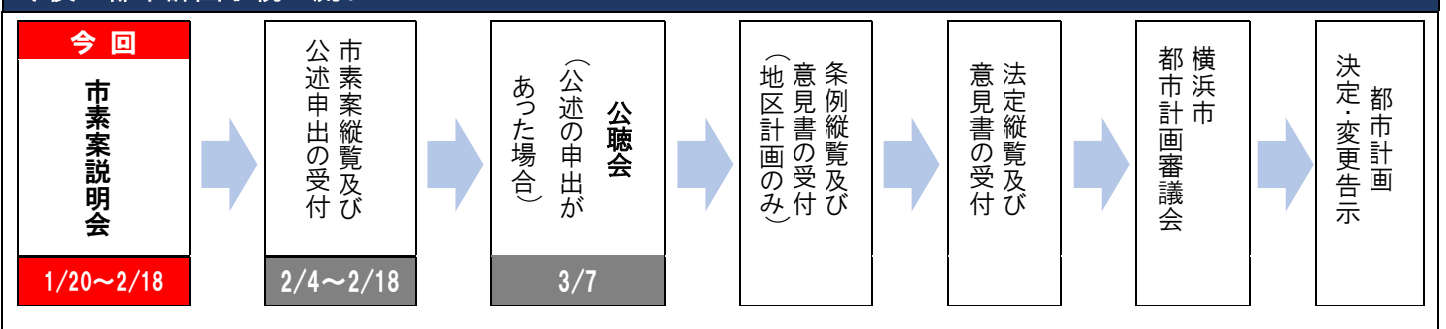 今 回
市素案説明会
1/20～2/18
市素案縦覧及び
公述申出の受付
2/4～2/18
公聴会
（公述の申出が
あった場合）
3/7
条例縦覧及び
意見書の受付
（地区計画のみ）
法定縦覧及び
意見書の受付
横浜市
都市計画審議会
都市計画
決定・変更告示